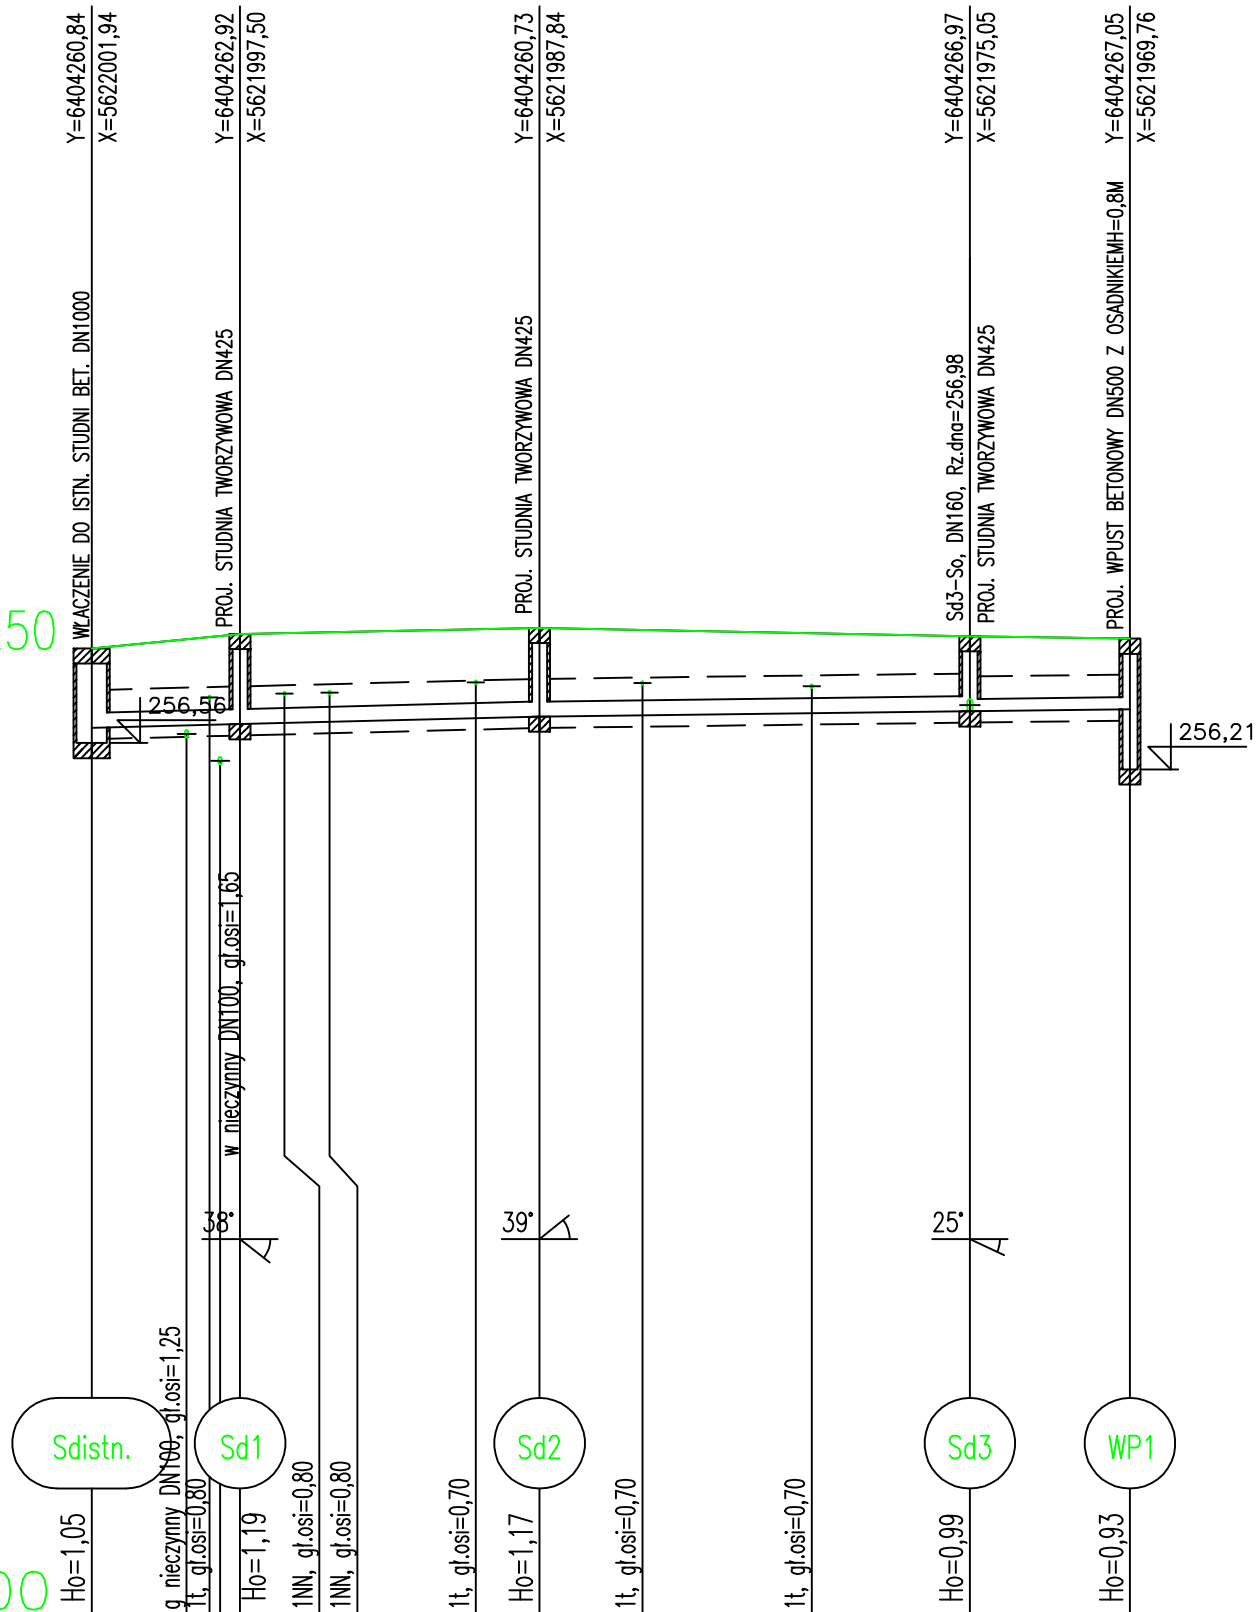 Y=6404260,84
X=5622001,94
Y=6404262,92
X=5621997,50
Y=6404260,73
X=5621987,84
Y=6404266,97
X=5621975,05
Y=6404267,05
X=5621969,76
WŁACZENIE DO ISTN. STUDNI BET. DN1000
PROJ. STUDNIA TWORZYWOWA DN425
PROJ. STUDNIA TWORZYWOWA DN425
Sd3-So, DN160, Rz.dna=256,98
PROJ. STUDNIA TWORZYWOWA DN425
PROJ. WPUST BETONOWY DN500 Z OSADNIKIEMH=0,8M
50
256,56
256,21
w nieczynny DN100, gł.osi=1,65
38°
39°
25°
g nieczynny DN100, gł.osi=1,25
Sdistn.
Sd1
Sd2
Sd3
WP1
Ho=1,05
1t, gł.osi=0,80
Ho=1,19
1NN, gł.osi=0,80
1NN, gł.osi=0,80
1t, gł.osi=0,70
Ho=1,17
1t, gł.osi=0,70
1t, gł.osi=0,70
Ho=0,99
Ho=0,93
00